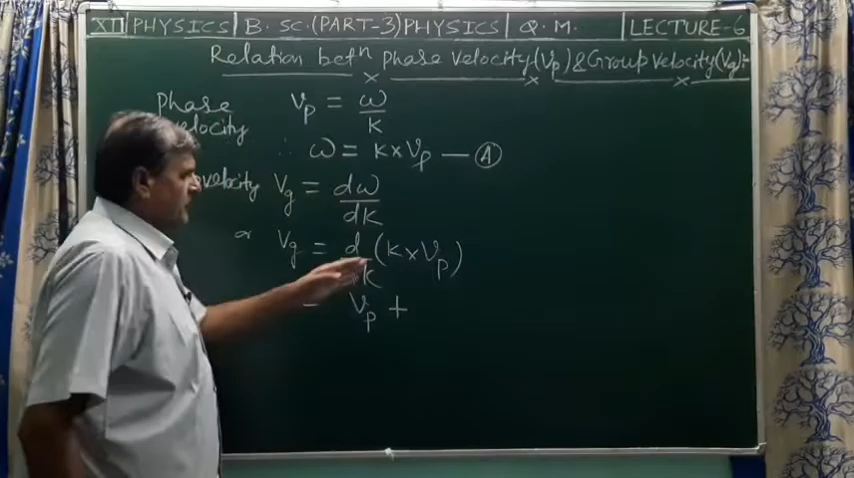 XII PHYSICS B. SC. (PART-3) PHYSICS Q. M. LECTURE-6
Relation betⁿ phase velocity (Vp) & Group velocity (Vg):-
Phase velocity Vp = ω/K
∴ ω = K×Vp — Ⓐ
velocity Vg = dω/dK
or Vg = d/dK (K×Vp)
= Vp +